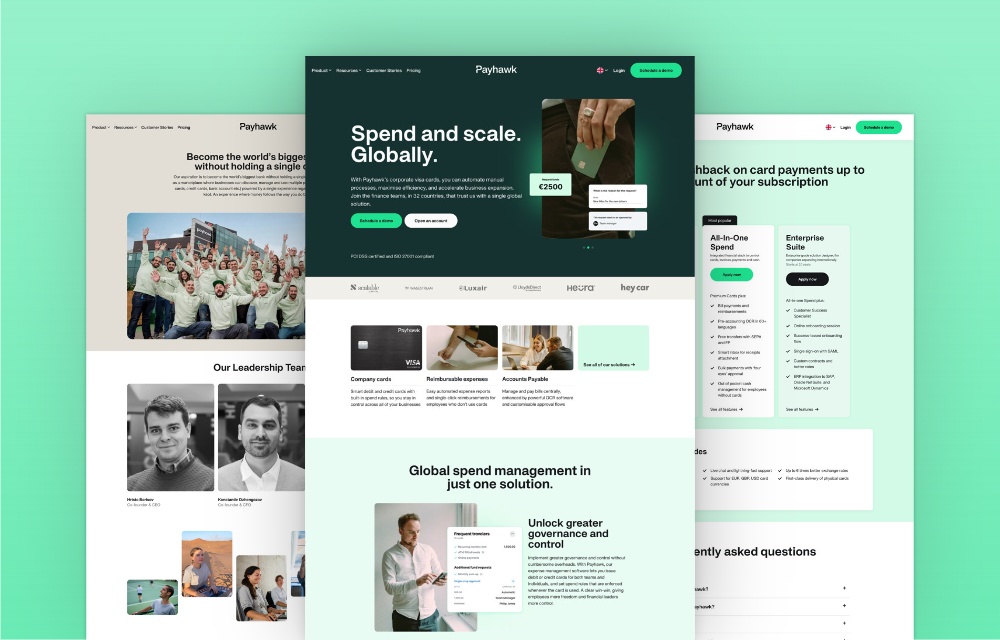 Product
Resources
Customer Stories
Pricing
Payhawk
Become the world's bigges
without holding a single
payhawk
Our Leadership Team
Hristo Borisov
Co-founder & CEO
Konstantin Dzhengozov
Co-founder & CFO
Product
Resources
Customer Stories
Pricing
Payhawk
Login
Schedule a demo
Spend and scale.
Globally.
With Payhawk's corporate visa cards, you can automate manual
processes, maximise efficiency, and accelerate business expansion.
Join the finance teams, in 32 countries, that trust us with a single global
solution.
Schedule a demo
Open an account
PCI DSS certified and ISO 27001 compliant
€2500
Luxair
heycar
Payhawk
VISA
Company cards
Smart debit and credit cards with
built-in spend rules, so you stay in
control across all of your businesses
Reimbursable expenses
Easy automated expense reports
and single-click reimbursements for
employees who don't use cards
Accounts Payable
Manage and pay bills centrally,
enhanced by powerful OCR software
and customisable approval flows
See all of our solutions →
Global spend management in
just one solution.
Frequent travelers
Additional fund requests
Unlock greater
governance and
control
Implement greater governance and control without
cumbersome overheads. With Payhawk, our
expense management software lets you issue
debit or credit cards for both teams and
individuals, and set spend rules that are enforced
whenever the card is used. A clear win-win, giving
employees more freedom and financial leaders
more control.
Payhawk
Login
Schedule a demo
hback on card payments up to
unt of your subscription
Most popular
All-In-One
Spend
Apply now
Premium Cards plus:
Bill payments and
reimbursements
Pre-accounting OCR in 60+
languages
Free transfers with SEPA
and FP
Smart inbox for receipts
attachment
Bulk payments with 'four
eyes' approval
Out of pocket cash
management for employees
without cards
See all features →
Enterprise
Suite
Apply now
All-in-one Spend plus:
Customer Success
Specialist
Online onboarding session
Success-based onboarding
flow
Single sign-on with SAML
Custom contracts and
better rates
ERP integration to SAP,
Oracle Netsuite, and
Microsoft Dynamics
See all features →
des
Live chat and lightning-fast support
Support for EUR, GBP, USD card
currencies
Up to 8 times better exchange rates
First-class delivery of physical cards
ently asked questions
wk?
ayhawk?